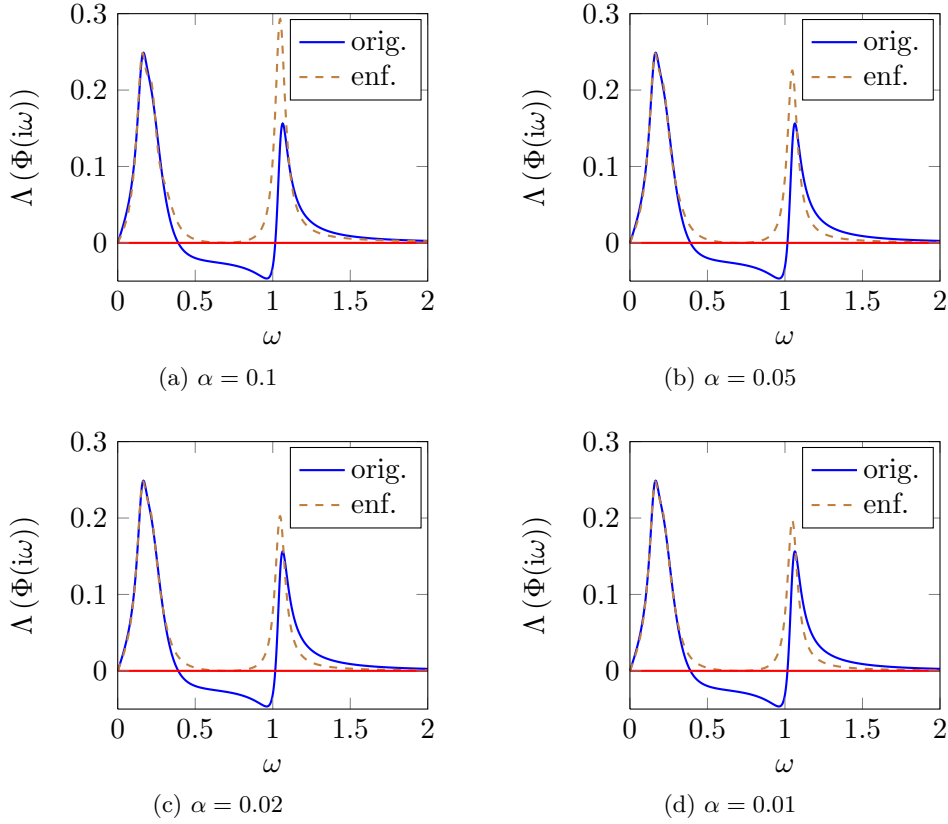 0.3
0.2
0.1
0
Λ (Φ(iω))
orig.
enf.
0 0.5 1 1.5 2
ω
(a) α = 0.1
0.3
0.2
0.1
0
Λ (Φ(iω))
orig.
enf.
0 0.5 1 1.5 2
ω
(b) α = 0.05
0.3
0.2
0.1
0
Λ (Φ(iω))
orig.
enf.
0 0.5 1 1.5 2
ω
(c) α = 0.02
0.3
0.2
0.1
0
Λ (Φ(iω))
orig.
enf.
0 0.5 1 1.5 2
ω
(d) α = 0.01